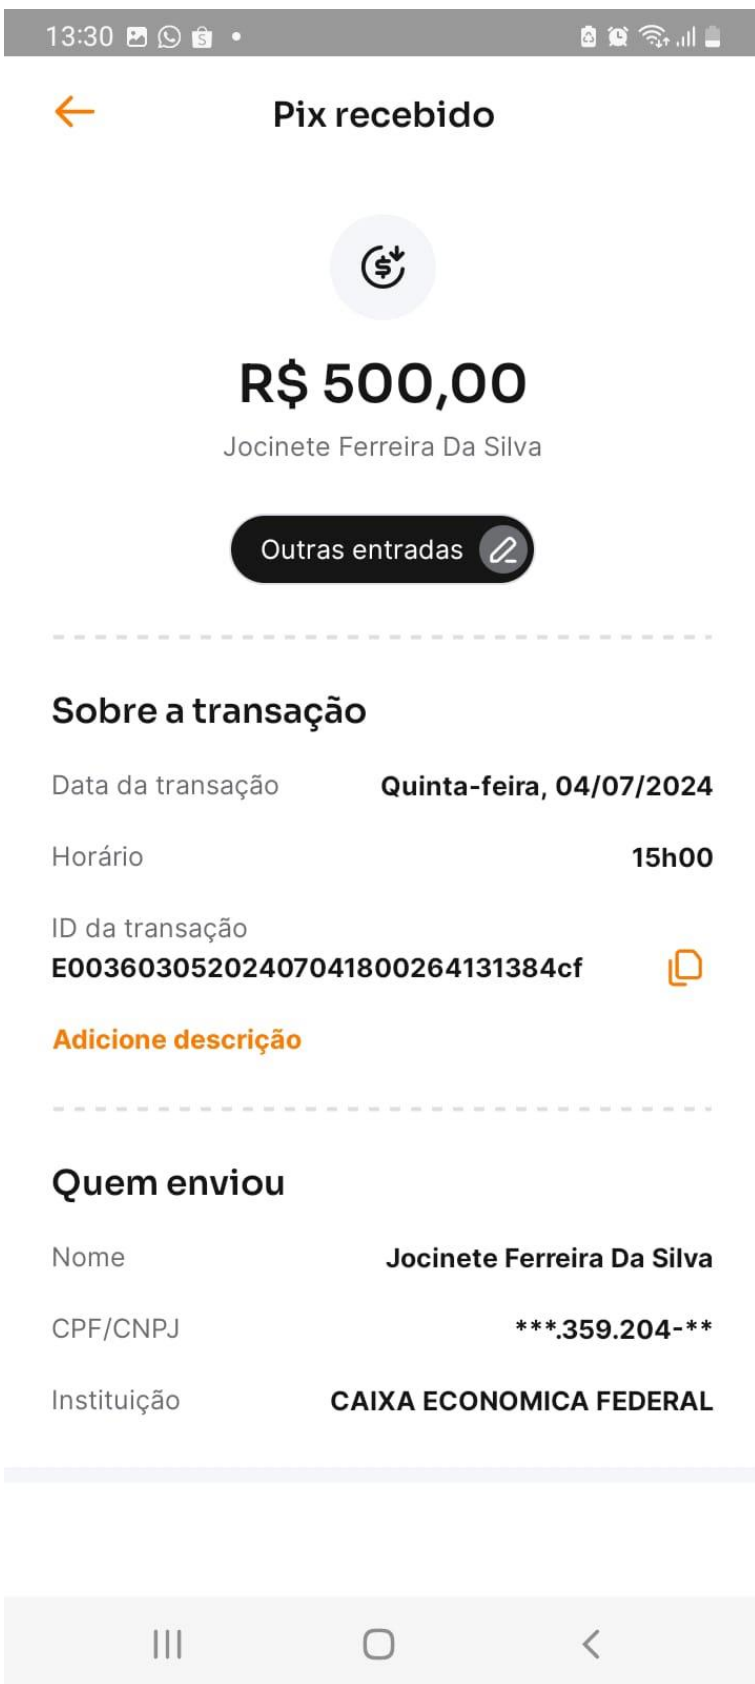 13:30
Pix recebido
R$ 500,00
Jocinete Ferreira Da Silva
Outras entradas
Sobre a transação
Data da transação Quinta-feira, 04/07/2024
Horário 15h00
ID da transação
E00360305202407041800264131384cf
Adicione descrição
Quem enviou
Nome Jocinete Ferreira Da Silva
CPF/CNPJ ***.359.204-**
Instituição CAIXA ECONOMICA FEDERAL